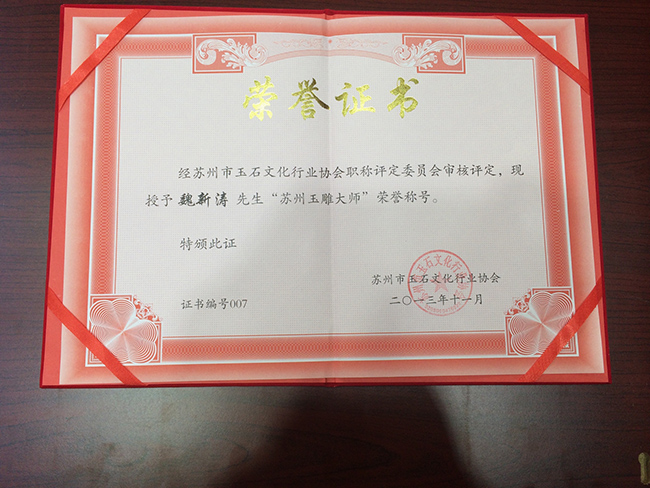 荣誉证书
经苏州市玉石文化行业协会职称评定委员会审核评定，现
授予 魏新涛 先生“苏州玉雕大师”荣誉称号。
特颁此证
苏州市玉石文化行业协会
证书编号007
二〇一三年十一月